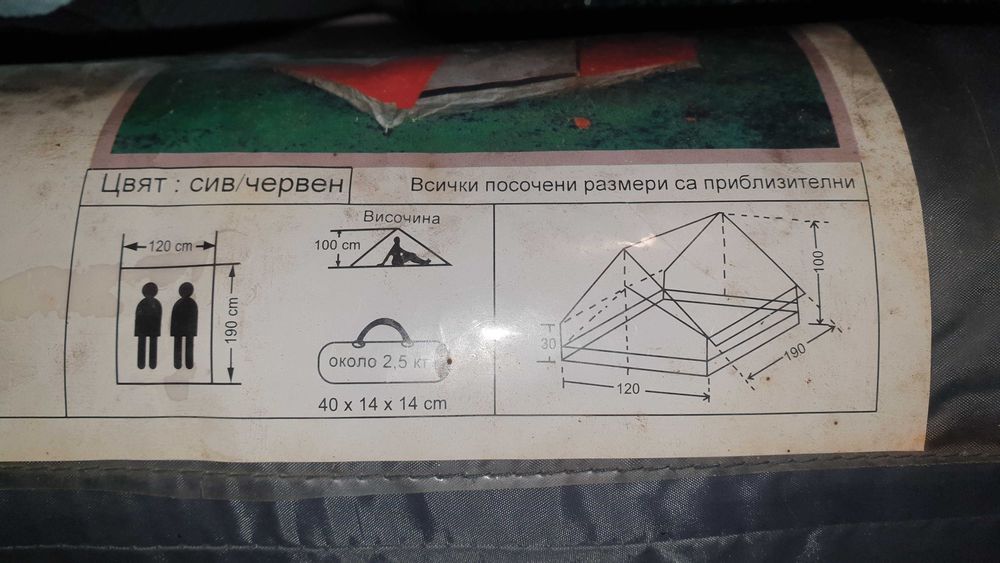 Цвят : сив/червен
Всички посочени размери са приблизителни
120 cm
190 cm
Височина
100 cm
около 2,5 кг
40 x 14 x 14 cm
100
30
120
190